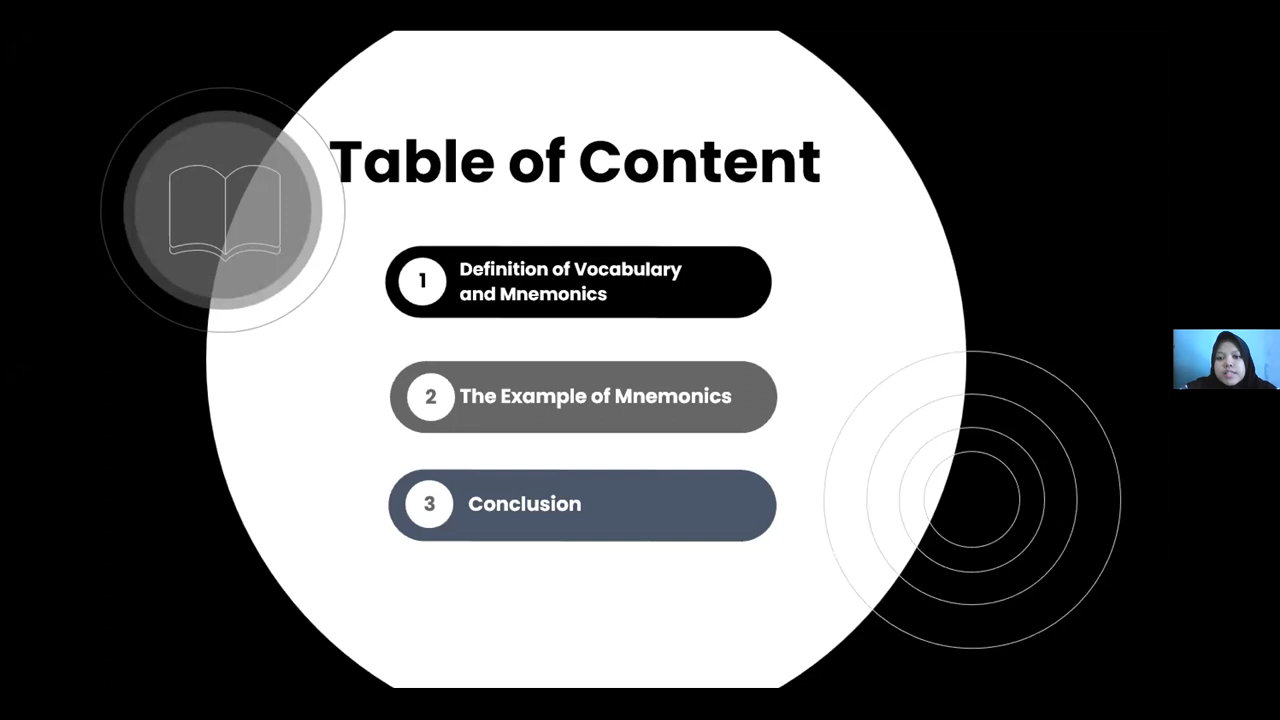 Table of Content
1
Definition of Vocabulary
and Mnemonics
2
The Example of Mnemonics
3
Conclusion